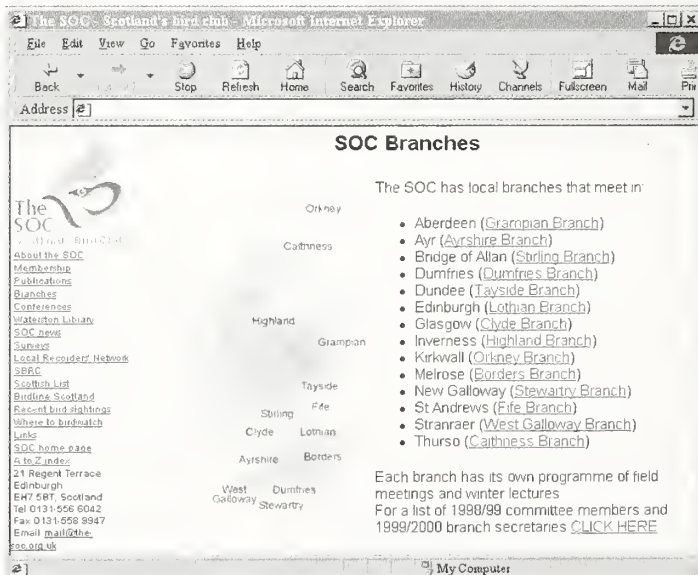 The SOC - Scotland's bird club - Microsoft Internet Explorer
File Edit View Go Favorites Help
Back Stop Refresh Home Search Favorites History Channels Fullscreen Mail Pri
Address
SOC Branches
The SOC
About the SOC
Membership
Publications
Branches
Conferences
Waterston Library
SOC news
Surveys
Local Recorders' Network
SBRC
Scottish List
Birdline Scotland
Recent bird sightings
Where to birdwatch
Links
SOC home page
A to Z index
21 Regent Terrace
Edinburgh
EH7 5BT, Scotland
Tel 0131-556 6042
Fax 0131-558 9947
Email mail@the-
soc.org.uk
Orkney
Caithness
Highland
Grampian
Tayside
Fife
Stirling
Clyde Lothian
Ayrshire Borders
West Galloway
Dumfries
Stewartry
The SOC has local branches that meet in:
• Aberdeen (Grampian Branch)
• Ayr (Ayrshire Branch)
• Bridge of Allan (Stirling Branch)
• Dumfries (Dumfries Branch)
• Dundee (Tayside Branch)
• Edinburgh (Lothian Branch)
• Glasgow (Clyde Branch)
• Inverness (Highland Branch)
• Kirkwall (Orkney Branch)
• Melrose (Borders Branch)
• New Galloway (Stewartry Branch)
• St Andrews (Fife Branch)
• Stranraer (West Galloway Branch)
• Thurso (Caithness Branch)
Each branch has its own programme of field
meetings and winter lectures
For a list of 1998/99 committee members and
1999/2000 branch secretaries CLICK HERE
My Computer